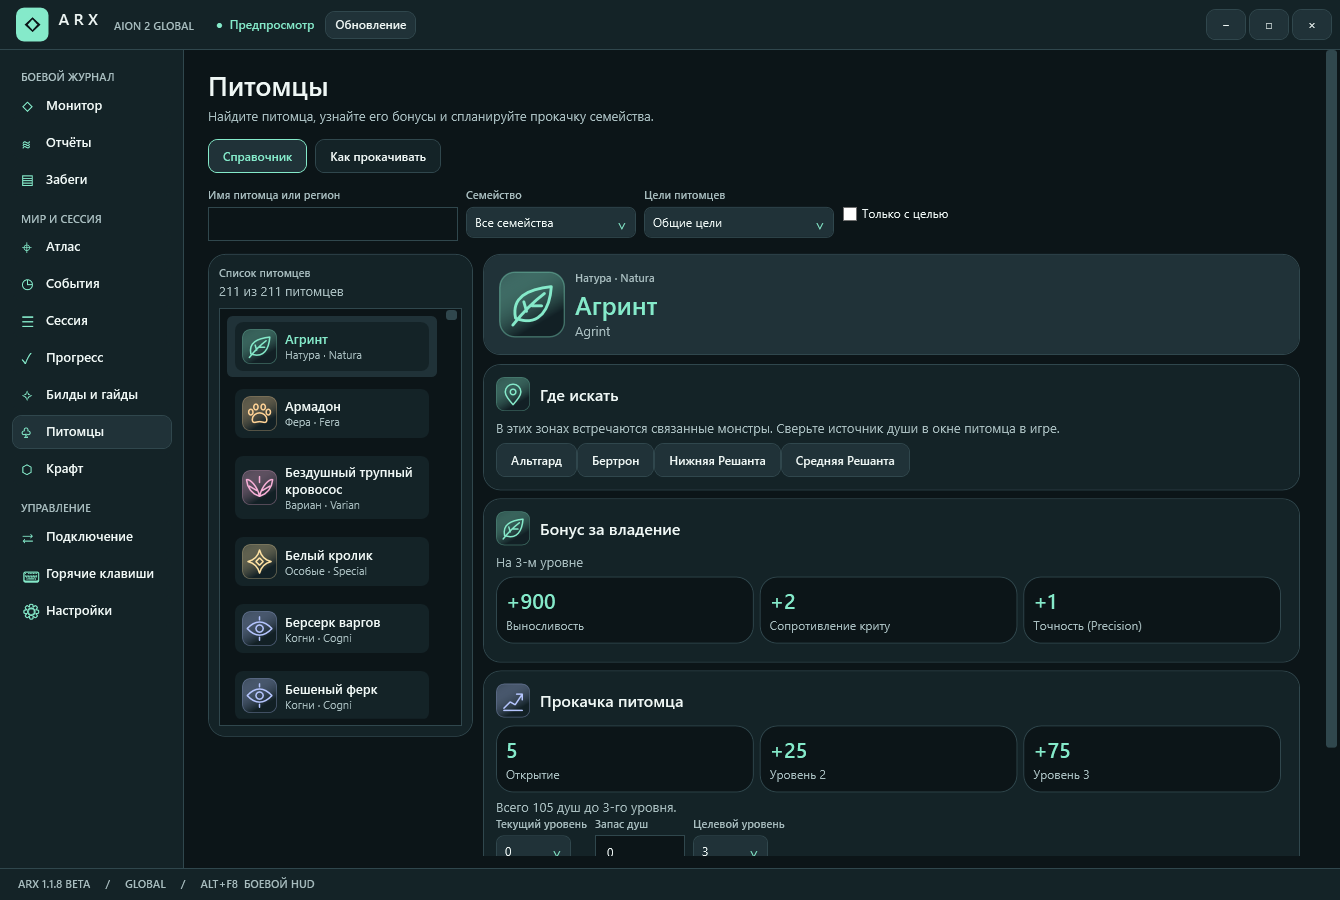 ARX
AION 2 GLOBAL
Предпросмотр
Обновление
БОЕВОЙ ЖУРНАЛ
Монитор
Отчёты
Забеги
МИР И СЕССИЯ
Атлас
События
Сессия
Прогресс
Билды и гайды
Питомцы
Крафт
УПРАВЛЕНИЕ
Подключение
Горячие клавиши
Настройки
Питомцы
Найдите питомца, узнайте его бонусы и спланируйте прокачку семейства.
Справочник
Как прокачивать
Имя питомца или регион
Семейство
Все семейства
Цели питомцев
Общие цели
Только с целью
Список питомцев
211 из 211 питомцев
Агринт
Натура · Natura
Армадон
Фера · Fera
Бездушный трупный
кровосос
Вариан · Varian
Белый кролик
Особые · Special
Берсерк варгов
Когни · Cogni
Бешеный ферк
Когни · Cogni
Натура · Natura
Агринт
Agrint
Где искать
В этих зонах встречаются связанные монстры. Сверьте источник души в окне питомца в игре.
Альтгард
Бертрон
Нижняя Решанта
Средняя Решанта
Бонус за владение
На 3-м уровне
+900
Выносливость
+2
Сопротивление криту
+1
Точность (Precision)
Прокачка питомца
5
Открытие
+25
Уровень 2
+75
Уровень 3
Всего 105 душ до 3-го уровня.
Текущий уровень
Запас душ
Целевой уровень
0
0
3
ARX 1.1.8 BETA / GLOBAL / ALT+F8 БОЕВОЙ HUD